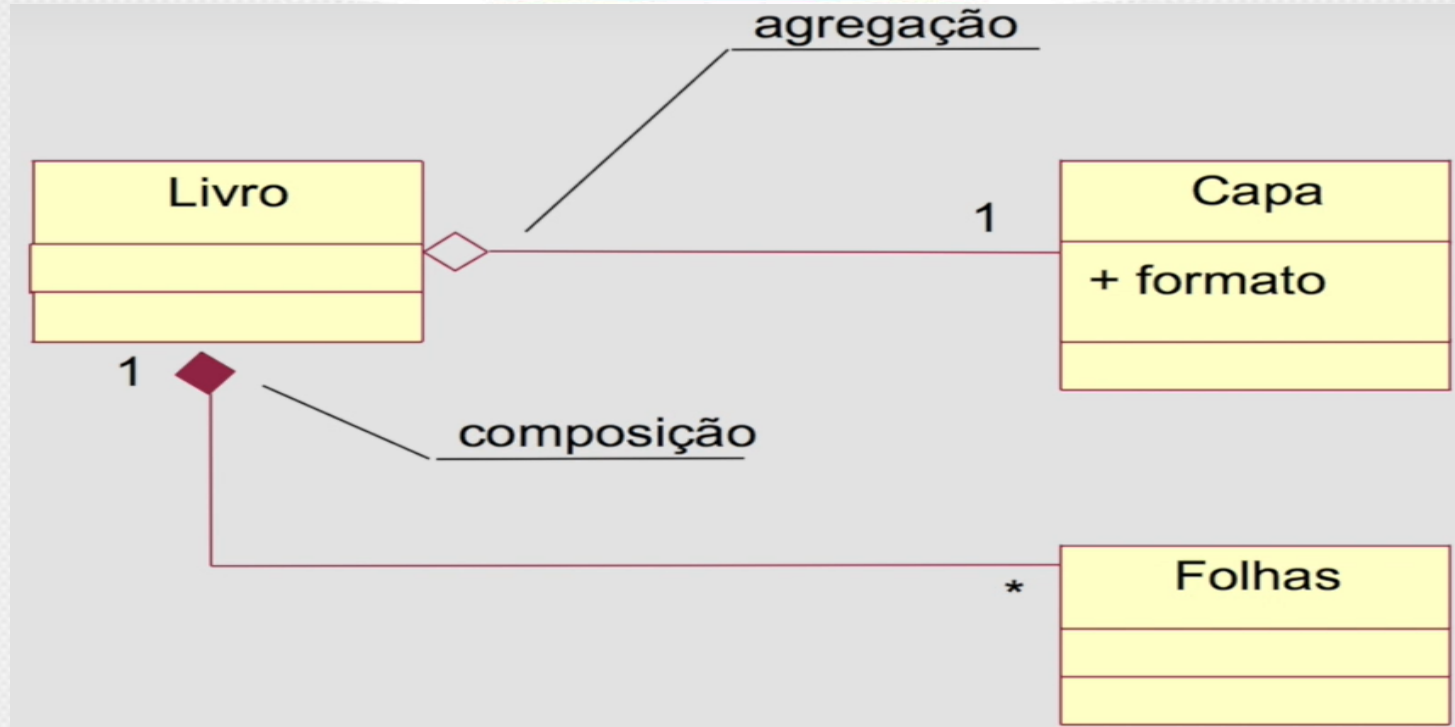 agregação
Livro
1
Capa
+ formato
1
composição
*
Folhas